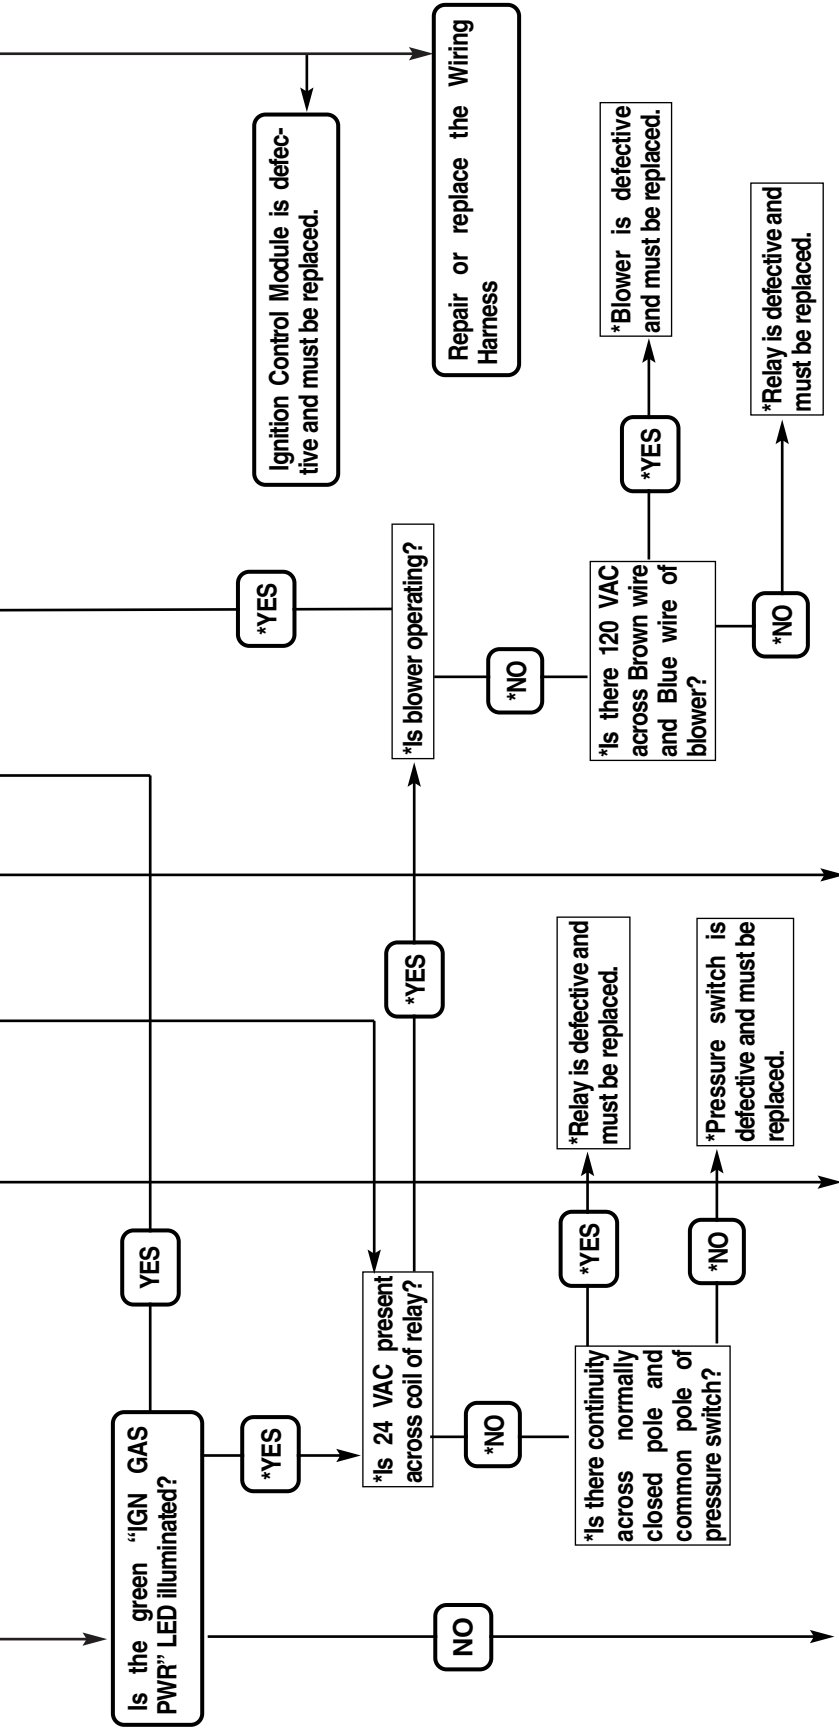 Is the green “IGN GAS
PWR” LED illuminated?
YES
*YES
NO
*Is 24 VAC present
across coil of relay?
*YES
*NO
*Is there continuity
across normally
closed pole and
common pole of
pressure switch?
*YES
*Relay is defective and
must be replaced.
*NO
*Pressure switch is
defective and must be
replaced.
*Is blower operating?
*YES
*NO
*Is there 120 VAC
across Brown wire
and Blue wire of
blower?
*YES
*Blower is defective
and must be replaced.
*NO
*Relay is defective and
must be replaced.
Ignition Control Module is defec-
tive and must be replaced.
Repair or replace the Wiring
Harness